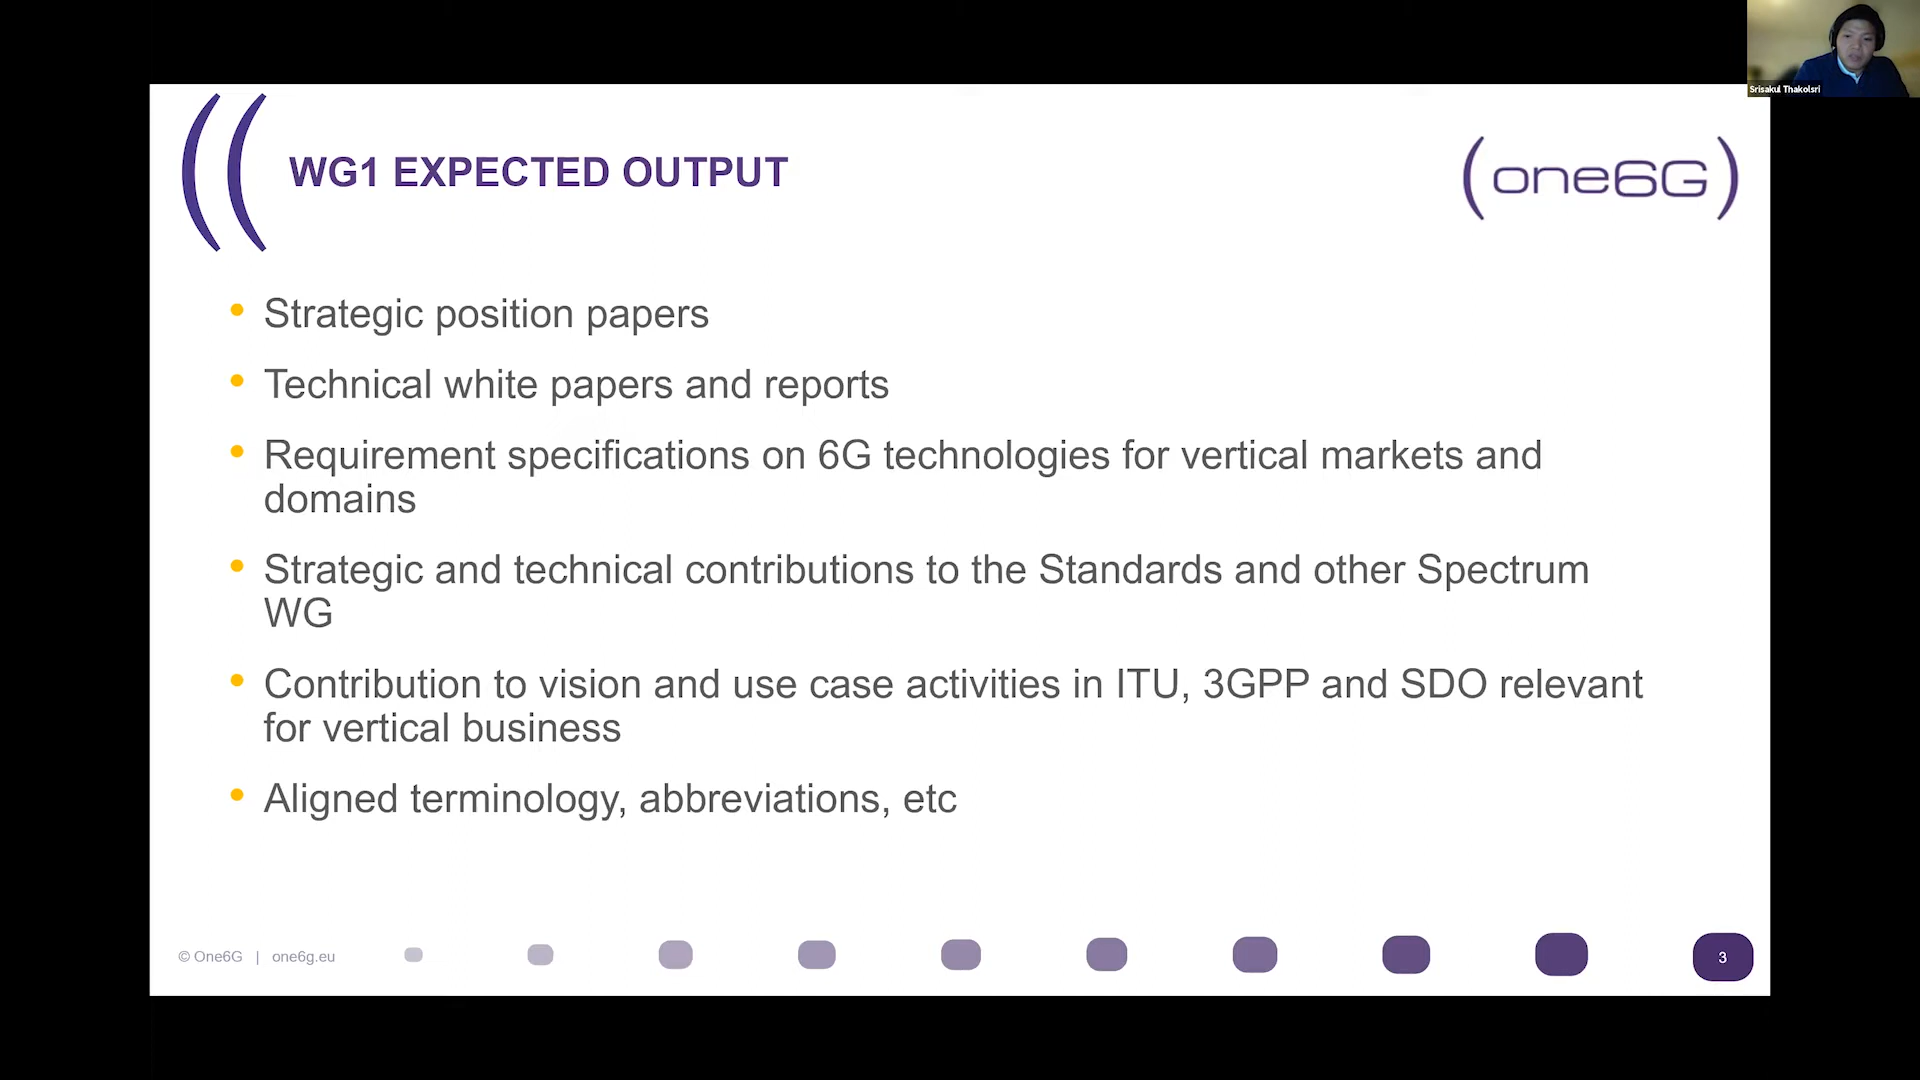 Srisakul Thakolsri
WG1 EXPECTED OUTPUT
(one6G)
• Strategic position papers
• Technical white papers and reports
• Requirement specifications on 6G technologies for vertical markets and
domains
• Strategic and technical contributions to the Standards and other Spectrum
WG
• Contribution to vision and use case activities in ITU, 3GPP and SDO relevant
for vertical business
• Aligned terminology, abbreviations, etc
© One6G | one6g.eu
3